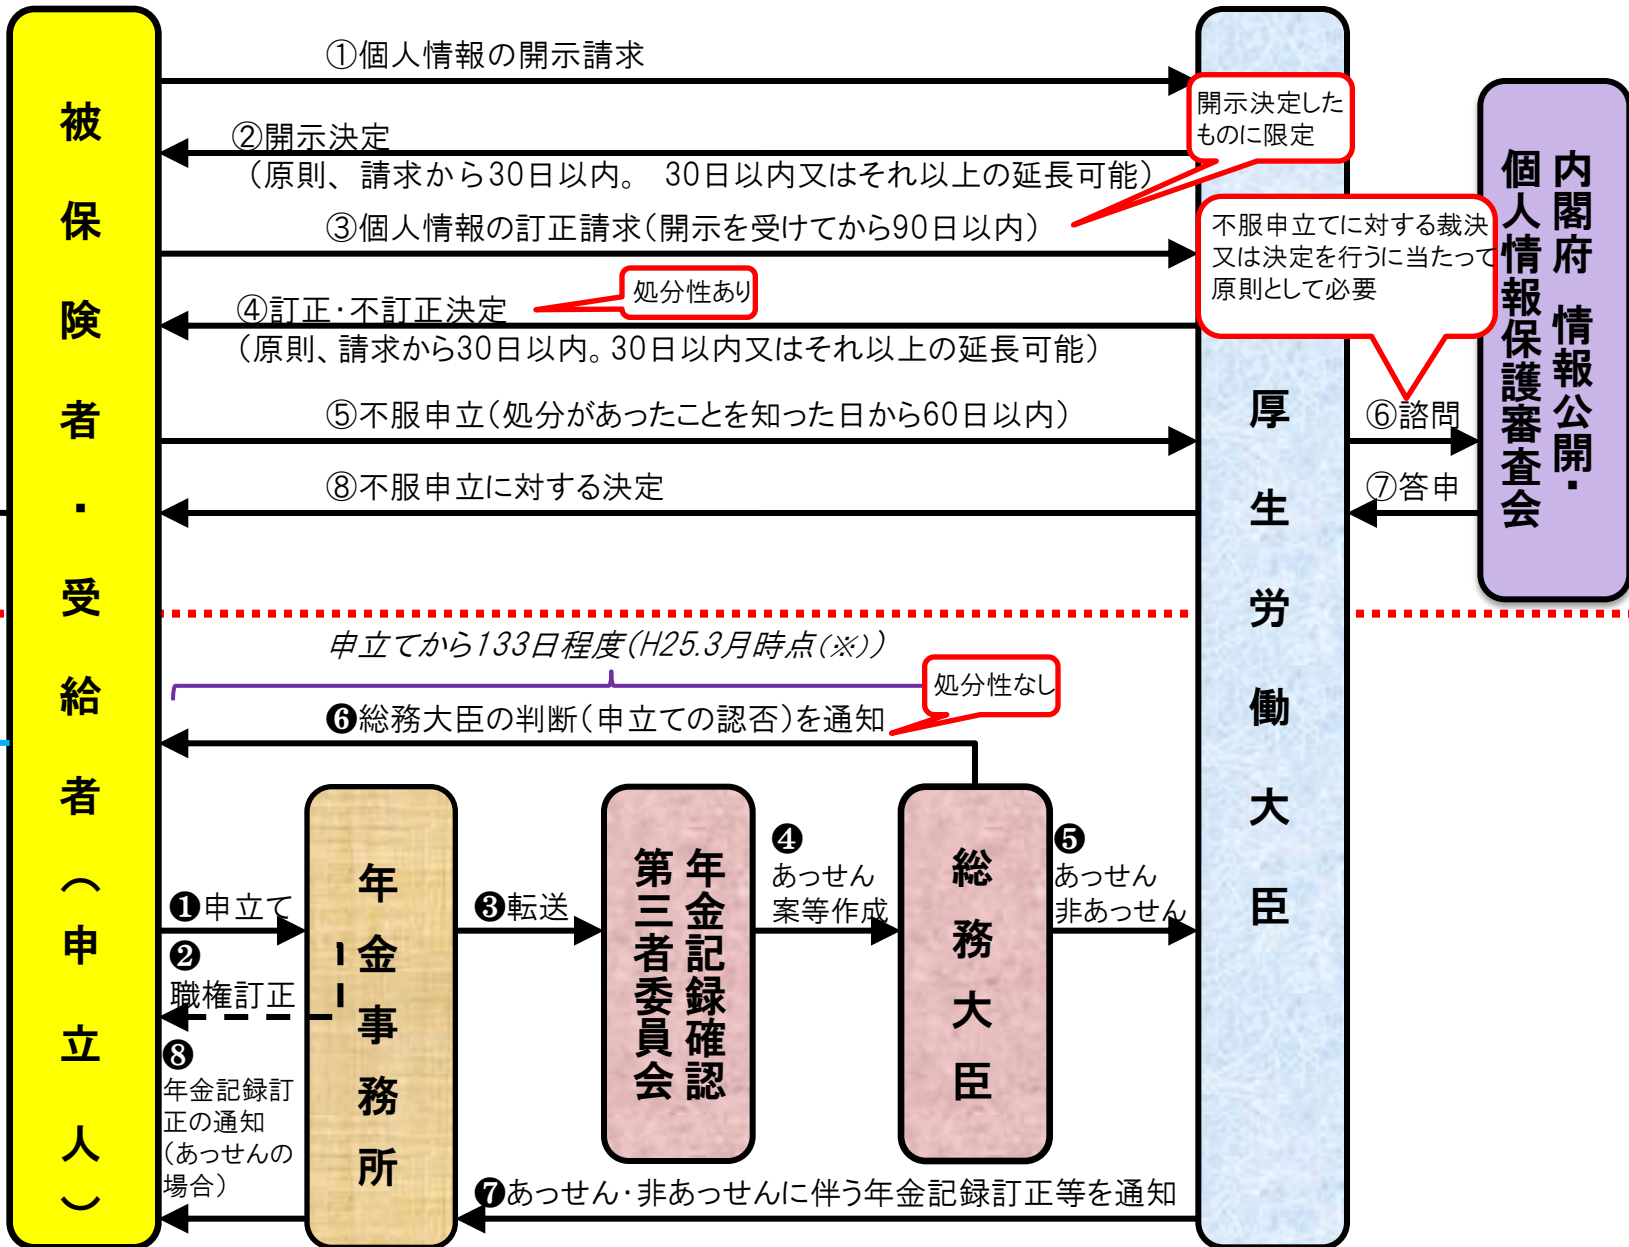 被保険者・受給者（申立人）
①個人情報の開示請求
②開示決定
（原則、請求から30日以内。 30日以内又はそれ以上の延長可能）
開示決定した
ものに限定
③個人情報の訂正請求（開示を受けてから90日以内）
④訂正・不訂正決定
処分性あり
（原則、請求から30日以内。30日以内又はそれ以上の延長可能）
不服申立てに対する裁決
又は決定を行うに当たって
原則として必要
⑤不服申立（処分があったことを知った日から60日以内）
⑧不服申立に対する決定
⑥諮問
⑦答申
厚生労働大臣
内閣府 情報公開・
個人情報保護審査会
申立てから133日程度（H25.3月時点（※））
処分性なし
❻総務大臣の判断（申立ての認否）を通知
❶申立て
❷
職権訂正
❽
年金記録訂
正の通知
（あっせんの
場合）
年金事務所
❸転送
年金記録確認
第三者委員会
❹
あっせん
案等作成
総務大臣
❺
あっせん
非あっせん
❼あっせん・非あっせんに伴う年金記録訂正等を通知